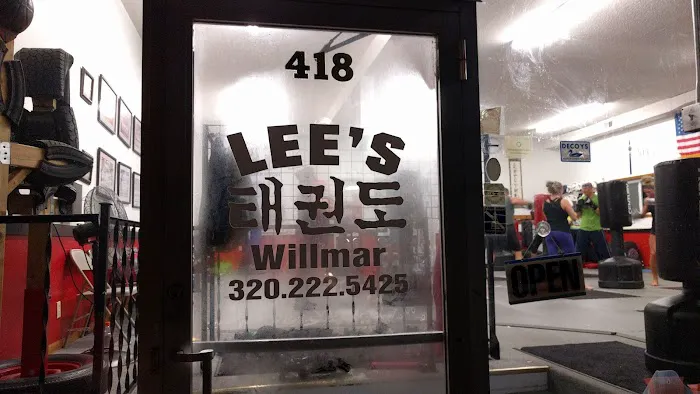 418
LEE'S
태권도
Willmar
320.222.5425
DECOYS
OPEN